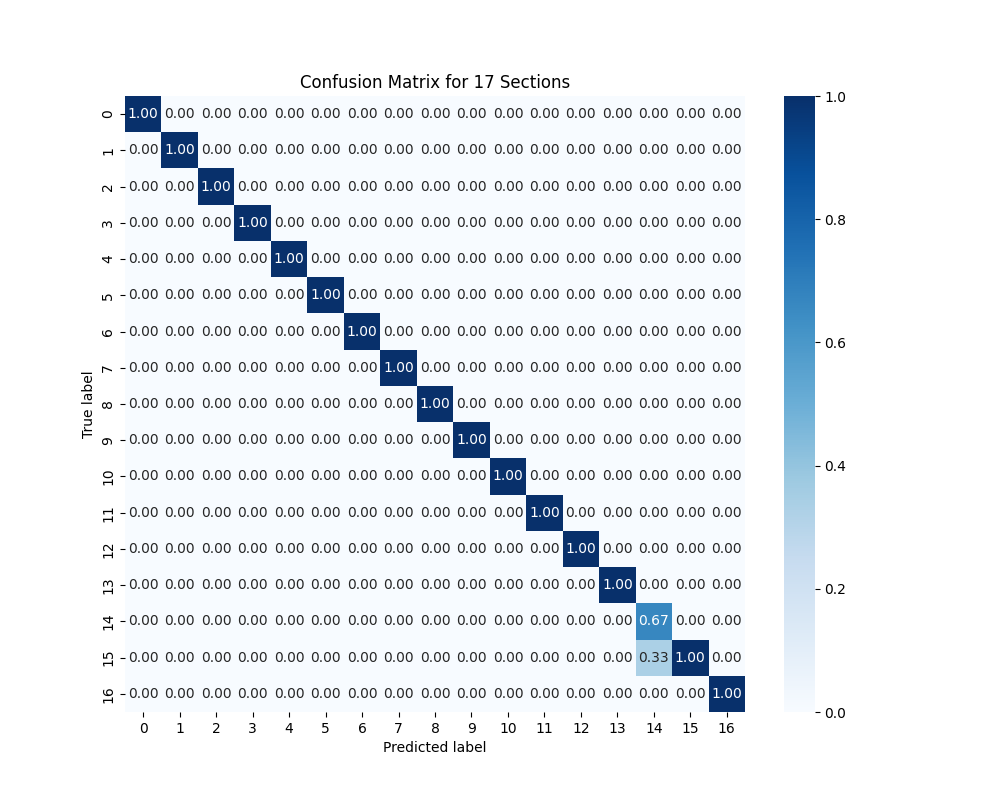 Confusion Matrix for 17 Sections
True label
0 1.00 0.00 0.00 0.00 0.00 0.00 0.00 0.00 0.00 0.00 0.00 0.00 0.00 0.00 0.00 0.00 0.00 1.0
1 0.00 1.00 0.00 0.00 0.00 0.00 0.00 0.00 0.00 0.00 0.00 0.00 0.00 0.00 0.00 0.00 0.00
2 0.00 0.00 1.00 0.00 0.00 0.00 0.00 0.00 0.00 0.00 0.00 0.00 0.00 0.00 0.00 0.00 0.00
3 0.00 0.00 0.00 1.00 0.00 0.00 0.00 0.00 0.00 0.00 0.00 0.00 0.00 0.00 0.00 0.00 0.00 0.8
4 0.00 0.00 0.00 0.00 1.00 0.00 0.00 0.00 0.00 0.00 0.00 0.00 0.00 0.00 0.00 0.00 0.00
5 0.00 0.00 0.00 0.00 0.00 1.00 0.00 0.00 0.00 0.00 0.00 0.00 0.00 0.00 0.00 0.00 0.00
6 0.00 0.00 0.00 0.00 0.00 0.00 1.00 0.00 0.00 0.00 0.00 0.00 0.00 0.00 0.00 0.00 0.00 0.6
7 0.00 0.00 0.00 0.00 0.00 0.00 0.00 1.00 0.00 0.00 0.00 0.00 0.00 0.00 0.00 0.00 0.00
8 0.00 0.00 0.00 0.00 0.00 0.00 0.00 0.00 1.00 0.00 0.00 0.00 0.00 0.00 0.00 0.00 0.00
9 0.00 0.00 0.00 0.00 0.00 0.00 0.00 0.00 0.00 1.00 0.00 0.00 0.00 0.00 0.00 0.00 0.00
10 0.00 0.00 0.00 0.00 0.00 0.00 0.00 0.00 0.00 0.00 1.00 0.00 0.00 0.00 0.00 0.00 0.00 0.4
11 0.00 0.00 0.00 0.00 0.00 0.00 0.00 0.00 0.00 0.00 0.00 1.00 0.00 0.00 0.00 0.00 0.00
12 0.00 0.00 0.00 0.00 0.00 0.00 0.00 0.00 0.00 0.00 0.00 0.00 1.00 0.00 0.00 0.00 0.00
13 0.00 0.00 0.00 0.00 0.00 0.00 0.00 0.00 0.00 0.00 0.00 0.00 0.00 1.00 0.00 0.00 0.00 0.2
14 0.00 0.00 0.00 0.00 0.00 0.00 0.00 0.00 0.00 0.00 0.00 0.00 0.00 0.00 0.67 0.00 0.00
15 0.00 0.00 0.00 0.00 0.00 0.00 0.00 0.00 0.00 0.00 0.00 0.00 0.00 0.00 0.33 1.00 0.00
16 0.00 0.00 0.00 0.00 0.00 0.00 0.00 0.00 0.00 0.00 0.00 0.00 0.00 0.00 0.00 0.00 1.00 0.0
0 1 2 3 4 5 6 7 8 9 10 11 12 13 14 15 16
Predicted label